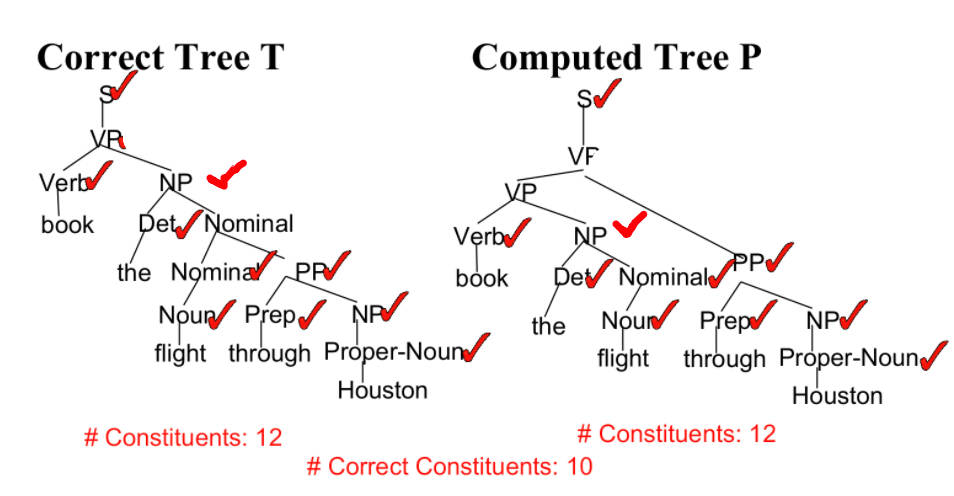 Correct Tree T
Computed Tree P
S
S
VP
VP
Verb
NP
VP
book
Det
Nominal
Verb
NP
the
Nominal
PP
book
Det
Nominal
PP
Noun
Prep
NP
the
Noun
Prep
NP
flight
through
Proper-Noun
flight
through
Proper-Noun
Houston
Houston
# Constituents: 12
# Constituents: 12
# Correct Constituents: 10